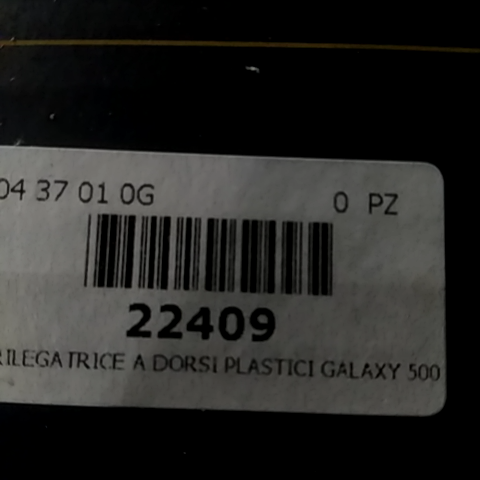 04 37 01 0G 0 PZ
22409
RILEGATRICE A DORSI PLASTICI GALAXY 500